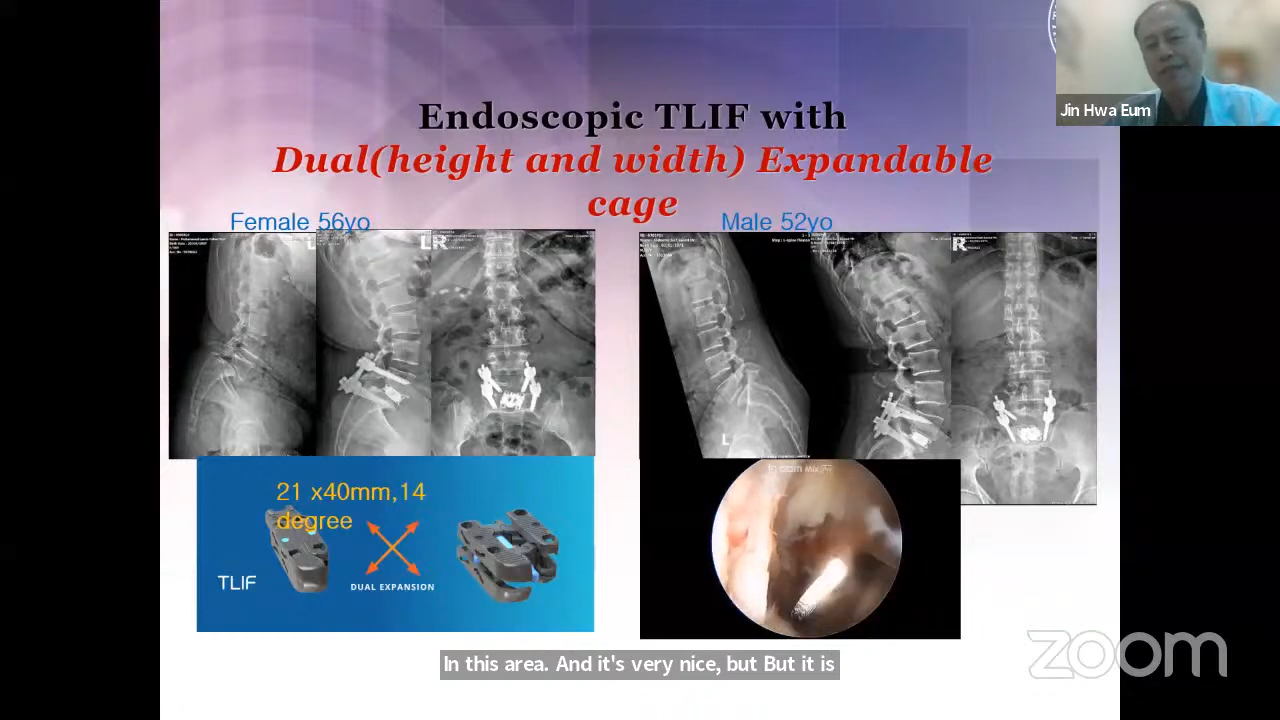 Jin Hwa Eum
Endoscopic TLIF with
Dual(height and width) Expandable
cage
Female 56yo
Male 52yo
LR
R
L
21 x40mm,14
degree
TLIF
DUAL EXPANSION
zoom
In this area. And it's very nice, but But it is